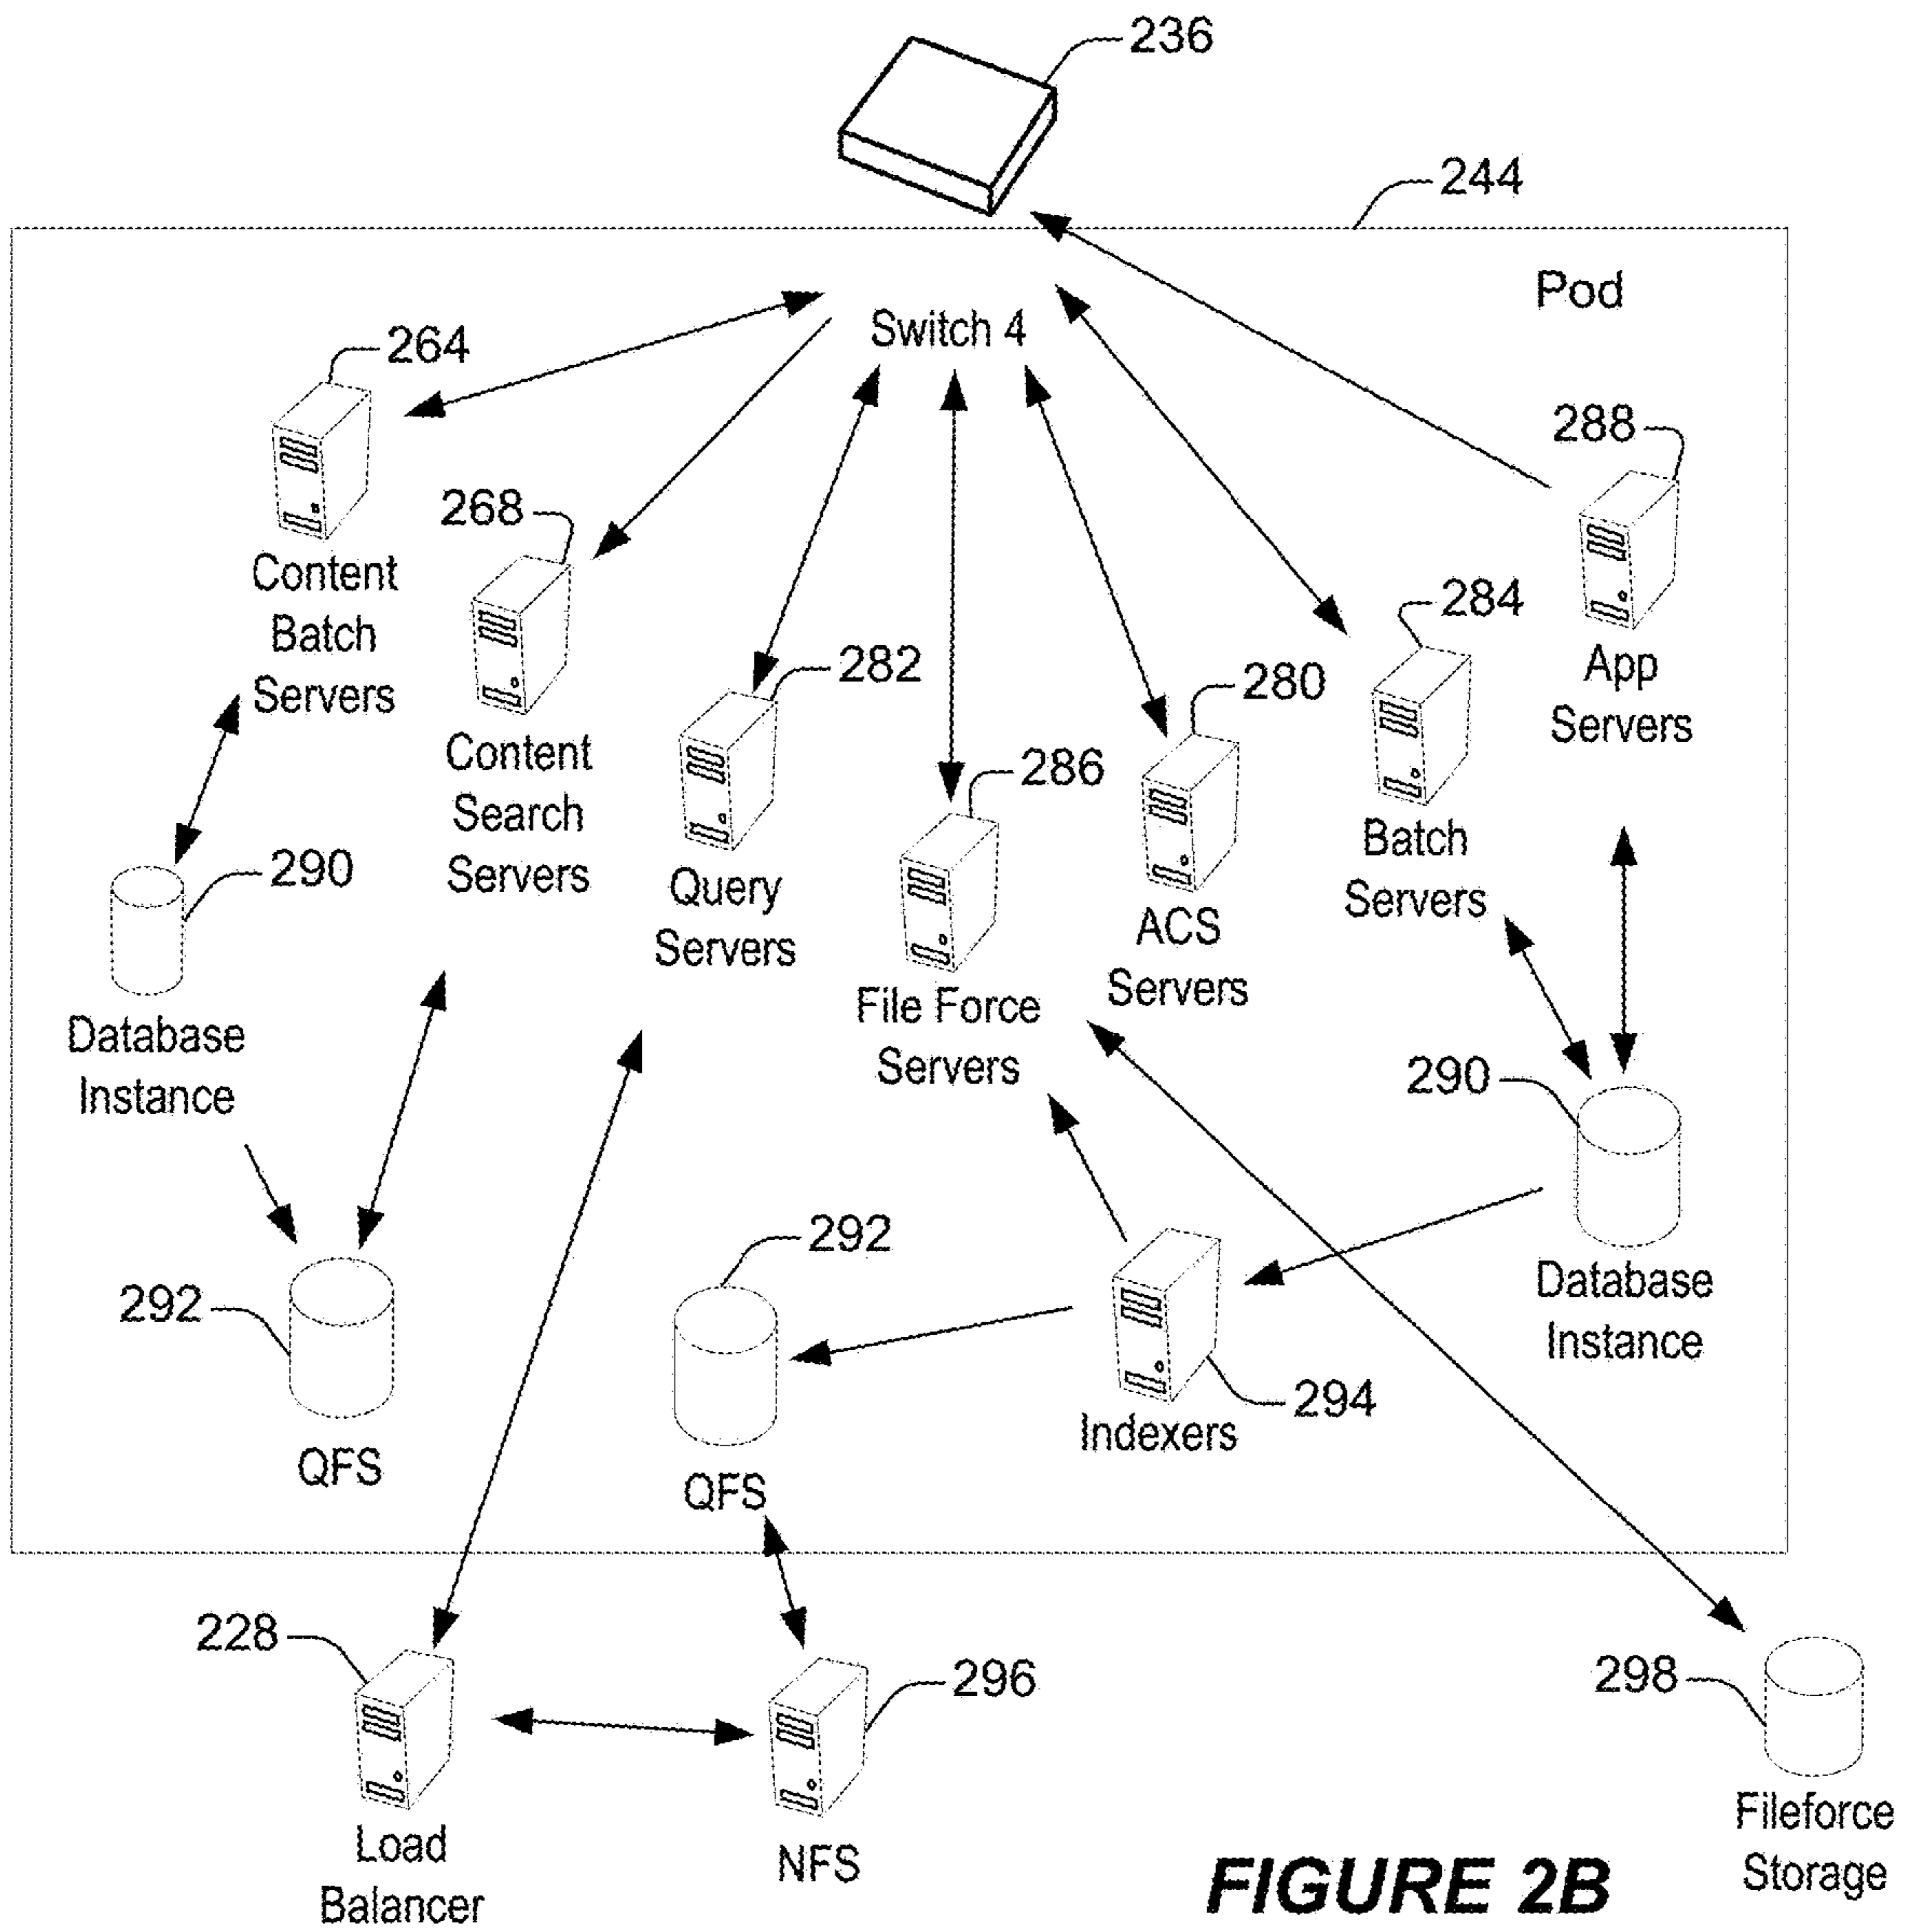 236
244
Pod
Switch 4
264
Content
Batch
Servers
268
Content
Search
Servers
282
Query
Servers
286
File Force
Servers
280
ACS
Servers
284
Batch
Servers
288
App
Servers
290
Database
Instance
290
Database
Instance
292
QFS
292
QFS
294
Indexers
228
Load
Balancer
296
NFS
298
Fileforce
Storage
FIGURE 2B